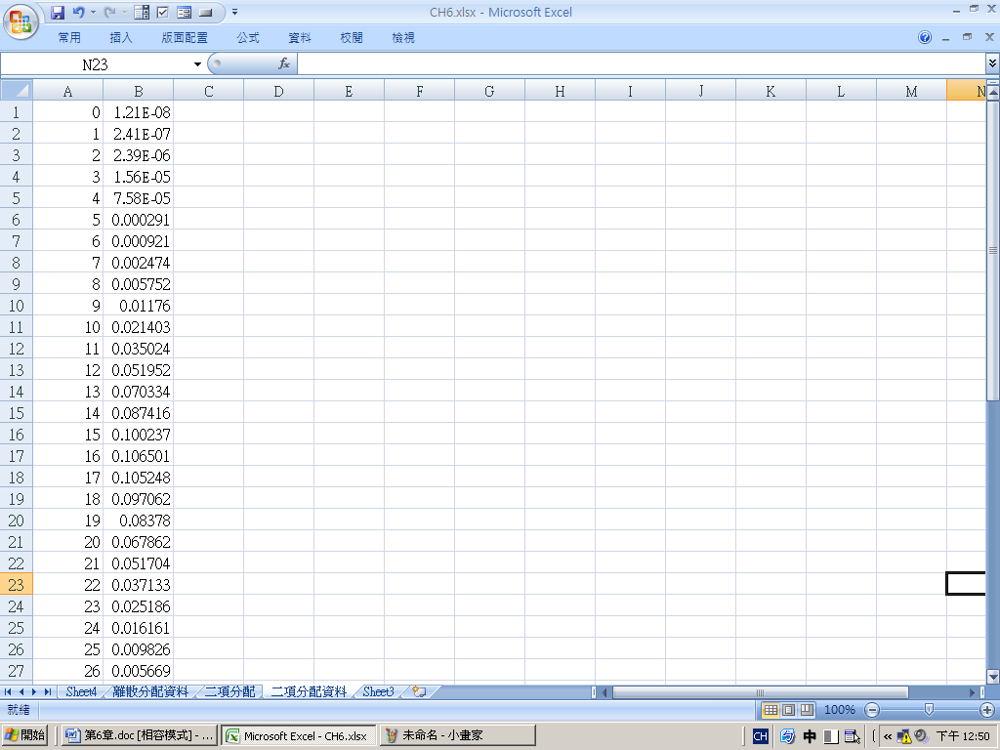 CH6.xlsx - Microsoft Excel
常用 插入 版面配置 公式 資料 校閱 檢視
N23 fx
A B C D E F G H I J K L M N
1 0 1.21E-08
2 1 2.41E-07
3 2 2.39E-06
4 3 1.56E-05
5 4 7.58E-05
6 5 0.000291
7 6 0.000921
8 7 0.002474
9 8 0.005752
10 9 0.01176
11 10 0.021403
12 11 0.035024
13 12 0.051952
14 13 0.070334
15 14 0.087416
16 15 0.100237
17 16 0.106501
18 17 0.105248
19 18 0.097062
20 19 0.08378
21 20 0.067862
22 21 0.051704
23 22 0.037133
24 23 0.025186
25 24 0.016161
26 25 0.009826
27 26 0.005669
Sheet4 離散分配資料 二項分配 二項分配資料 Sheet3
就緒 100%
開始 第6章.doc [相容模式] - ... Microsoft Excel - CH6.xlsx 未命名 - 小畫家 CH 中 « 下午 12:50